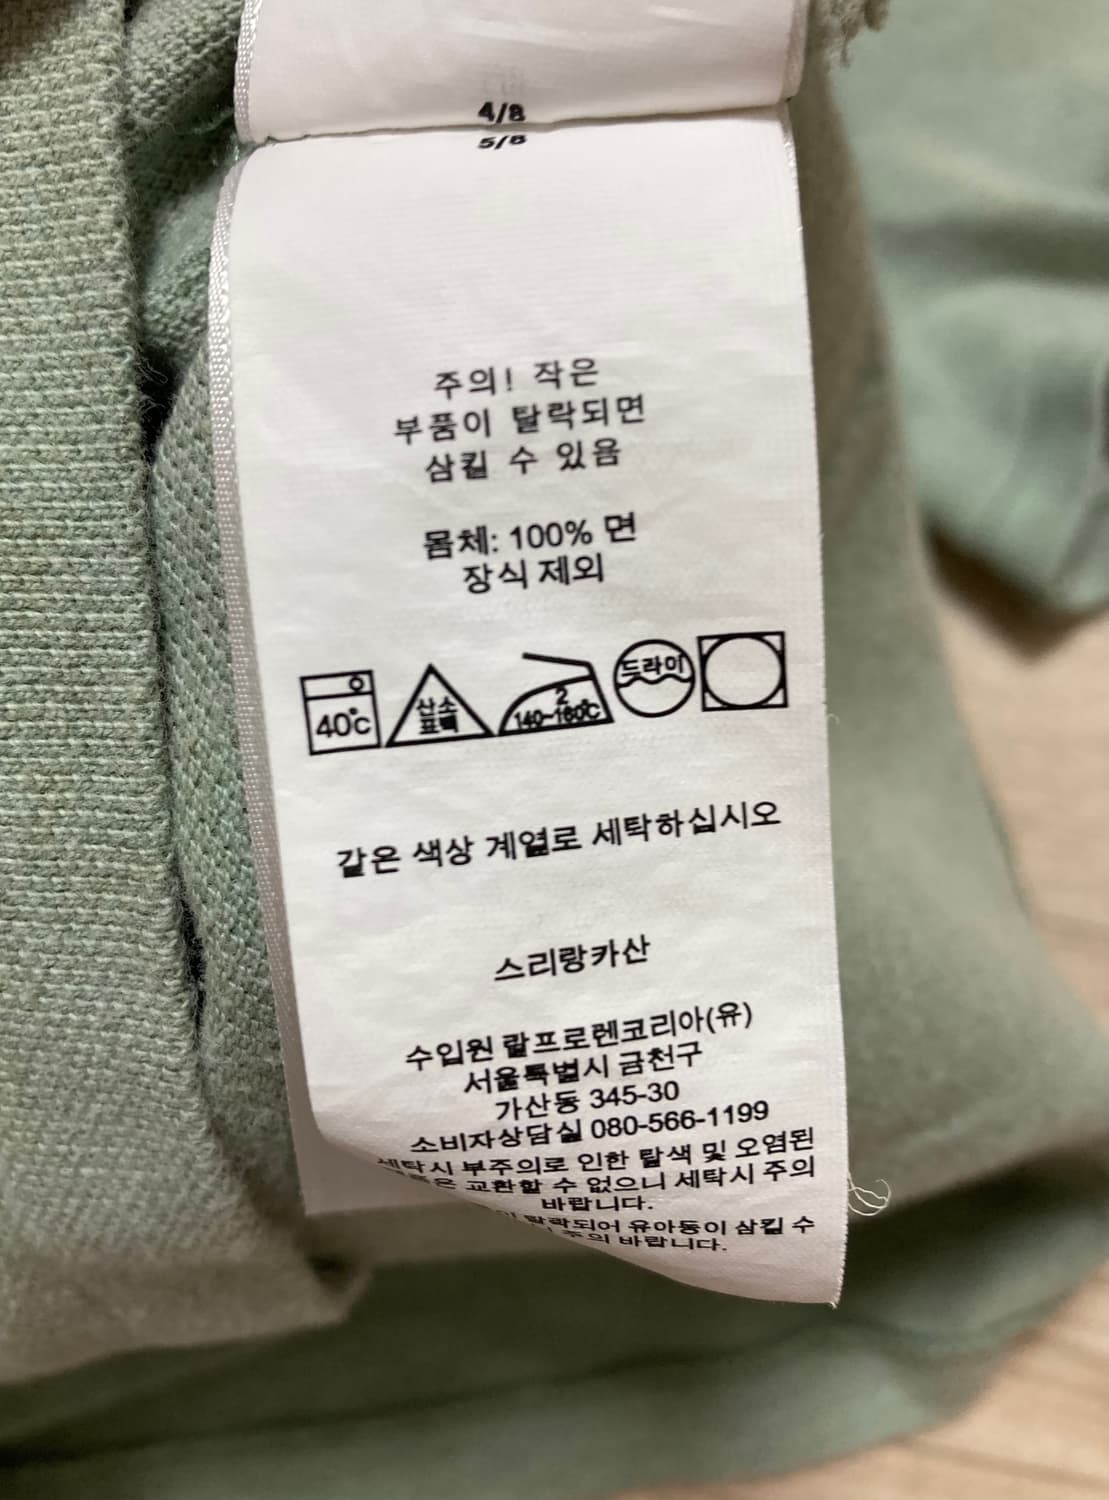 4/8
5/8
주의! 작은
부품이 탈락되면
삼킬 수 있음
몸체: 100% 면
장식 제외
40℃
산소
표백
2
140~160℃
드라이
같은 색상 계열로 세탁하십시오
스리랑카산
수입원 랄프로렌코리아(유)
서울특별시 금천구
가산동 345-30
소비자상담실 080-566-1199
세탁시 부주의로 인한 탈색 및 오염된
교환할 수 없으니 세탁시 주의
바랍니다.
탈락되어 유아동이 삼킬 수
주의 바랍니다.